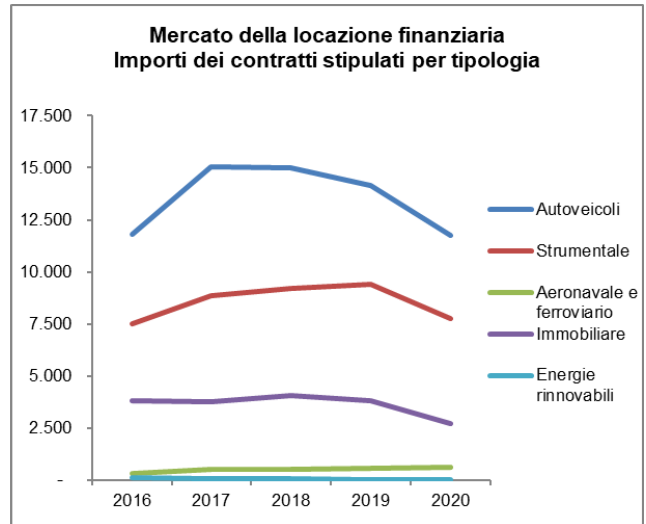 Mercato della locazione finanziaria
Importi dei contratti stipulati per tipologia
17.500
15.000
12.500
10.000
7.500
5.000
2.500
-
2016 2017 2018 2019 2020
Autoveicoli
Strumentale
Aeronavale e
ferroviario
Immobiliare
Energie
rinnovabili